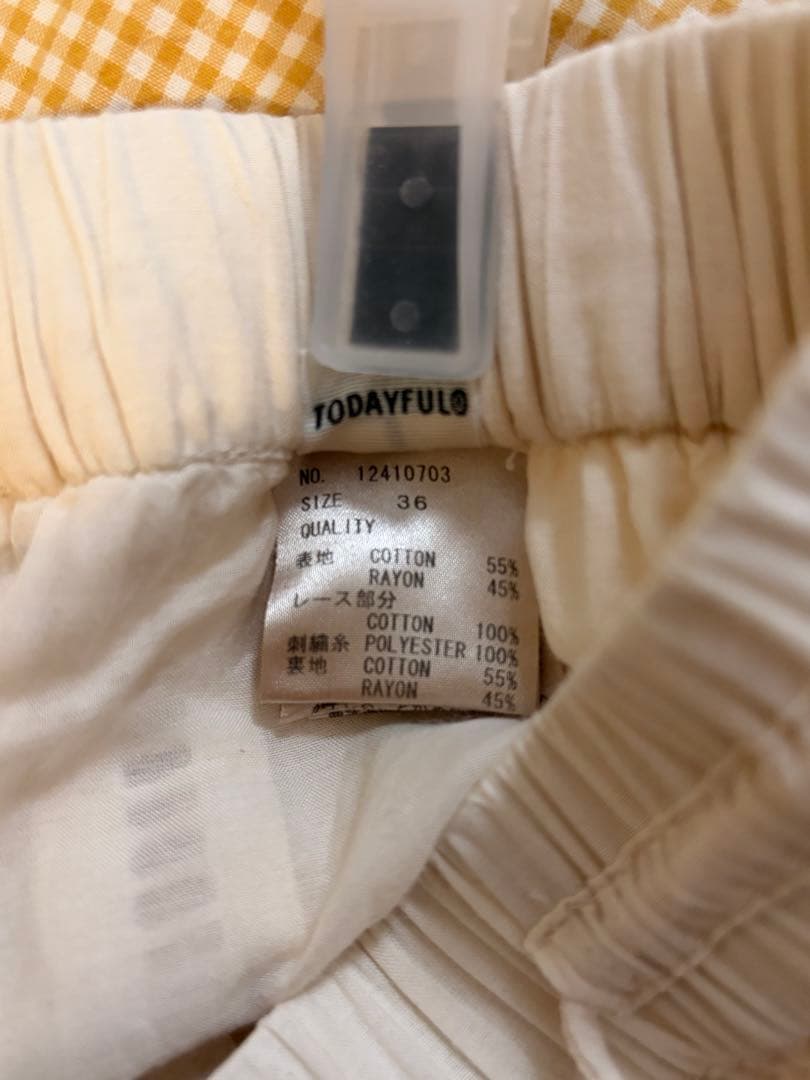 TODAYFUL
NO. 12410703
SIZE 36
QUALITY
表地 COTTON 55%
RAYON 45%
レース部分
COTTON 100%
刺繍糸 POLYESTER 100%
裏地 COTTON 55%
RAYON 45%